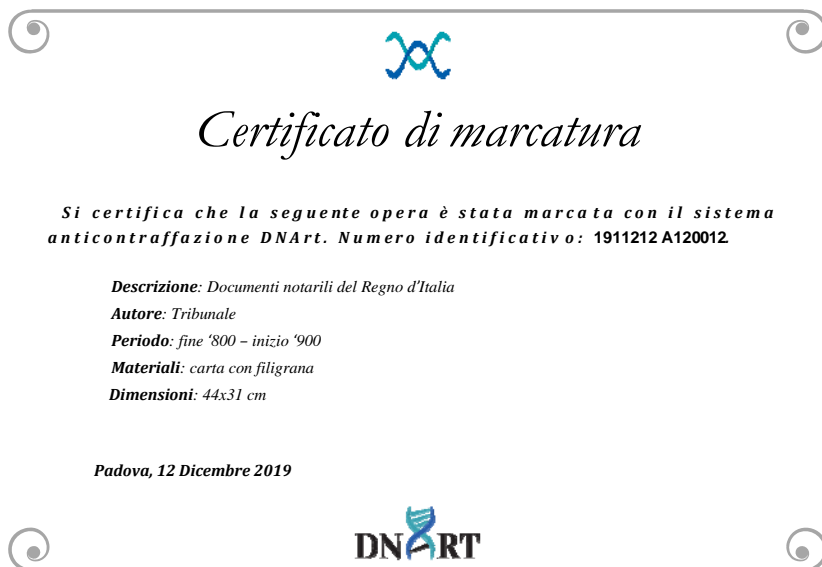 Certificato di marcatura
Si certifica che la seguente opera è stata marcata con il sistema
anticontraffazione DNArt. Numero identificativo: 1911212 A120012.
Descrizione: Documenti notarili del Regno d'Italia
Autore: Tribunale
Periodo: fine ‘800 – inizio ‘900
Materiali: carta con filigrana
Dimensioni: 44x31 cm
Padova, 12 Dicembre 2019
DNART